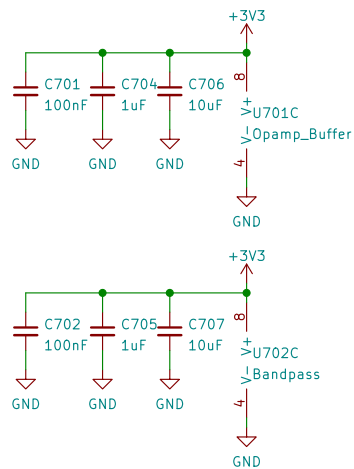 +3V3
8
C701 C704 C706
100nF 1uF 10uF
V+
U701C
V-
Opamp_Buffer
4
GND GND GND
GND
+3V3
8
C702 C705 C707
100nF 1uF 10uF
V+
U702C
V-
Bandpass
4
GND GND GND
GND